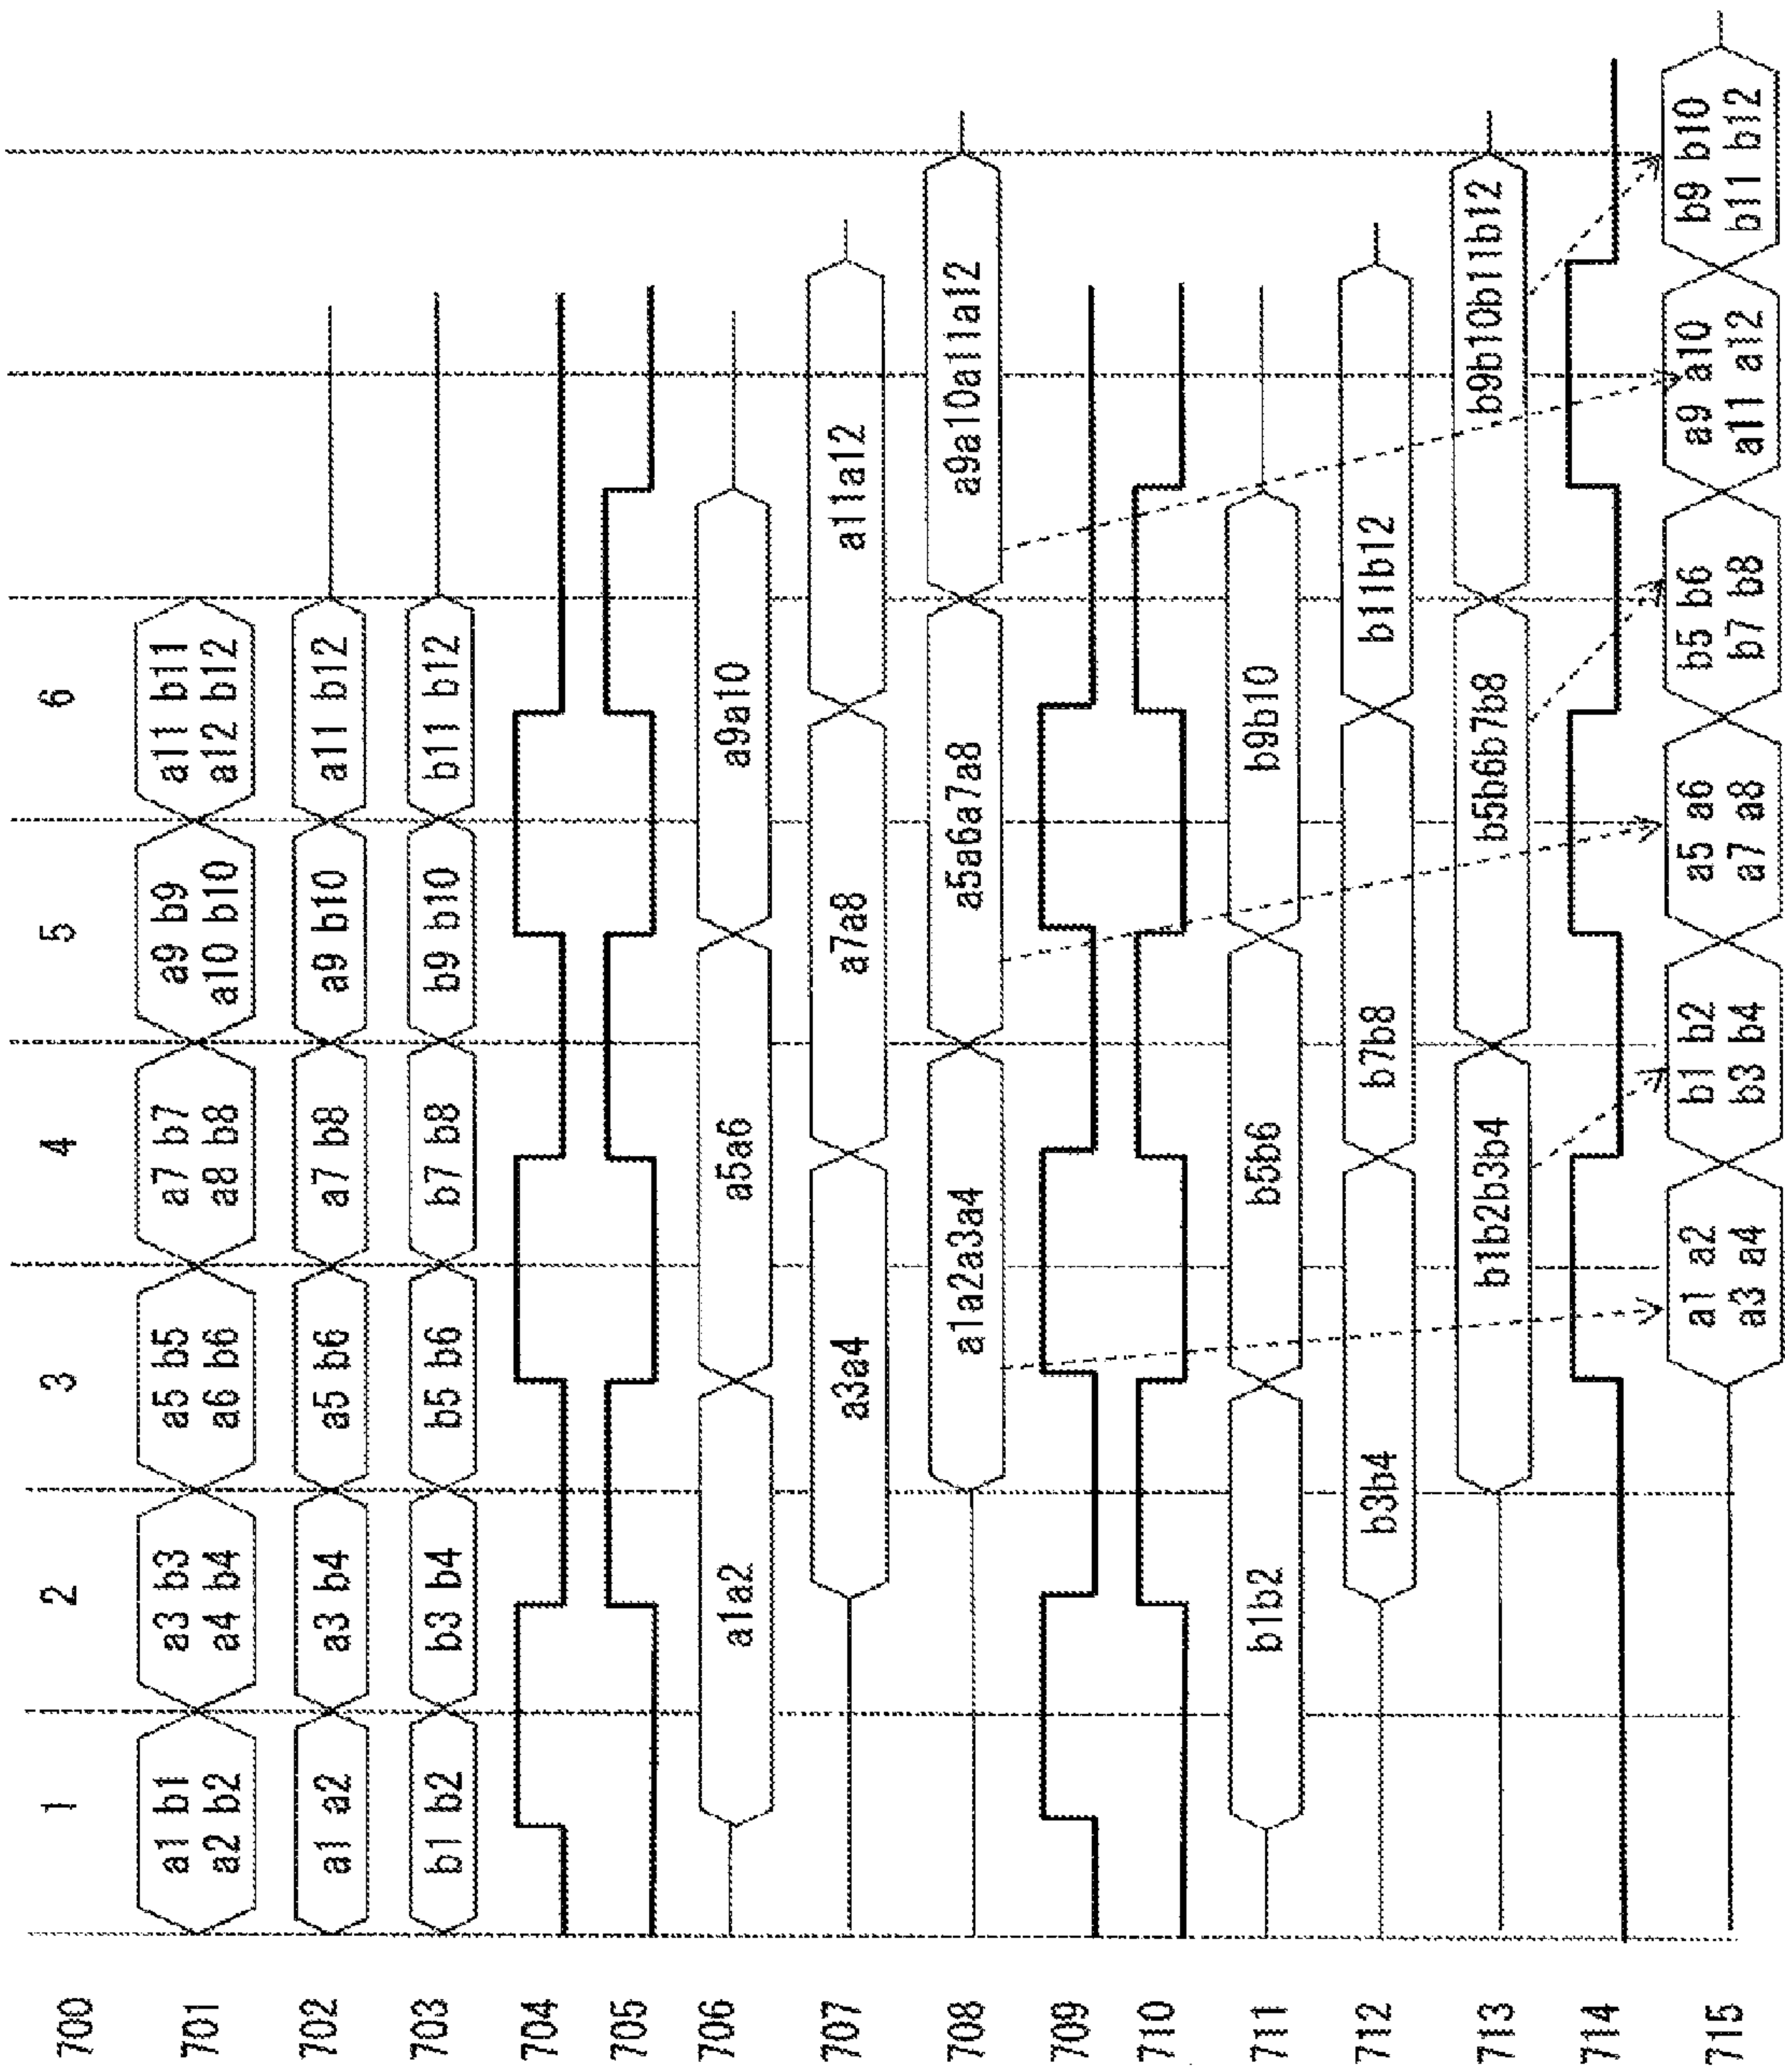 700 1 2 3 4 5 6
701 a1 b1 a3 b3 a5 b5 a7 b7 a9 b9 a11 b11
a2 b2 a4 b4 a6 b6 a8 b8 a10 b10 a12 b12
702 a1 a2 a3 b4 a5 b6 a7 b8 a9 b10 a11 b12
703 b1 b2 b3 b4 b5 b6 b7 b8 b9 b10 b11 b12
704
705
706 a1a2 a5a6 a9a10
707 a3a4 a7a8 a11a12
708 a1a2a3a4 a5a6a7a8 a9a10a11a12
709
710
711 b1b2 b5b6 b9b10
712 b3b4 b7b8 b11b12
713 b1b2b3b4 b5b6b7b8 b9b10b11b12
714
715 a1 a2 b1 b2 a5 a6 b5 b6 a9 a10 b9 b10
a3 a4 b3 b4 a7 a8 b7 b8 a11 a12 b11 b12